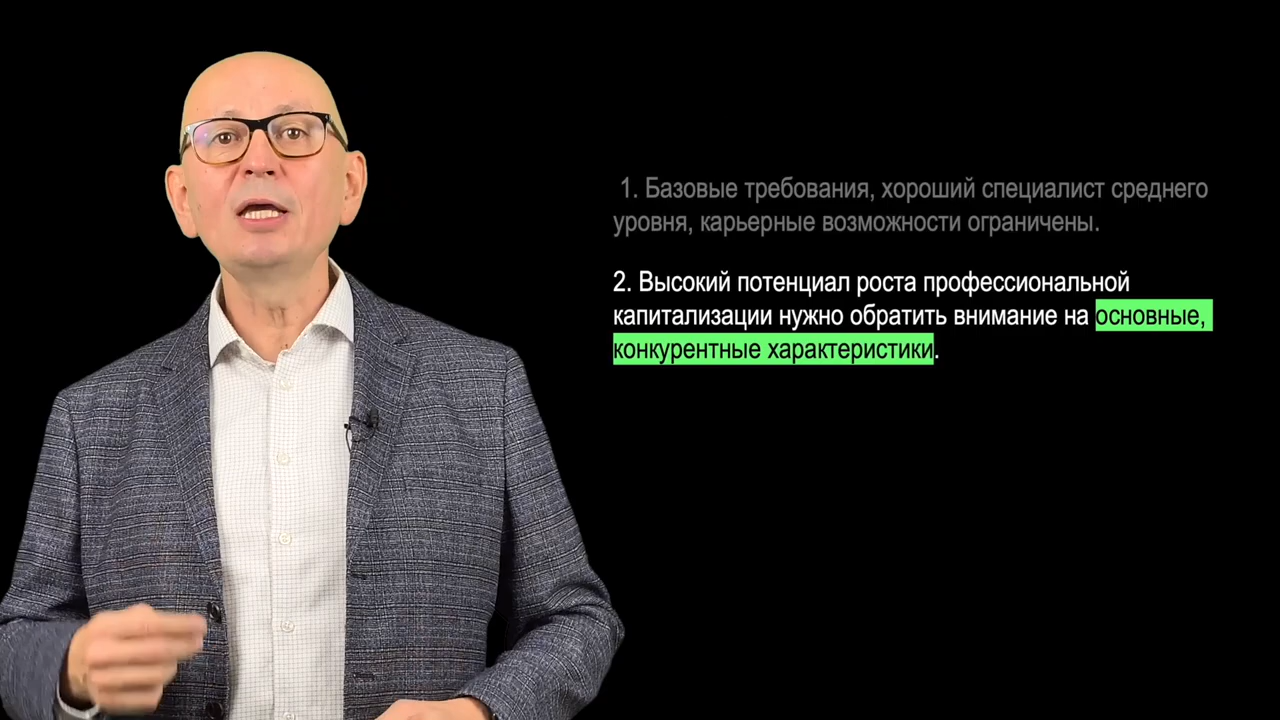 1. Базовые требования, хороший специалист среднего
уровня, карьерные возможности ограничены.
2. Высокий потенциал роста профессиональной
капитализации нужно обратить внимание на основные,
конкурентные характеристики.